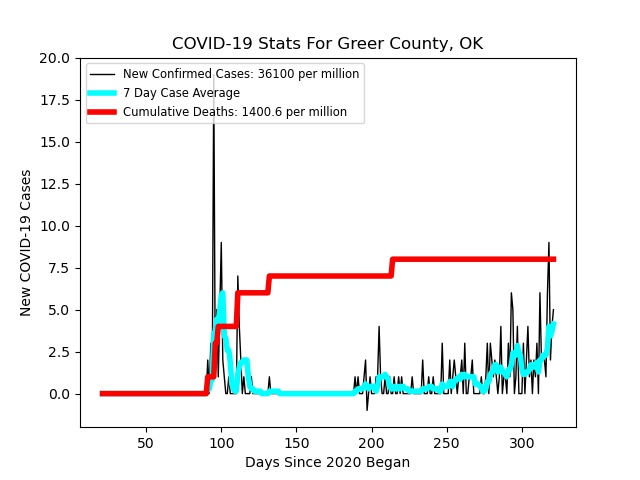 COVID-19 Stats For Greer County, OK
New Confirmed Cases: 36100 per million
7 Day Case Average
Cumulative Deaths: 1400.6 per million
New COVID-19 Cases
20.0
17.5
15.0
12.5
10.0
7.5
5.0
2.5
0.0
50 100 150 200 250 300
Days Since 2020 Began